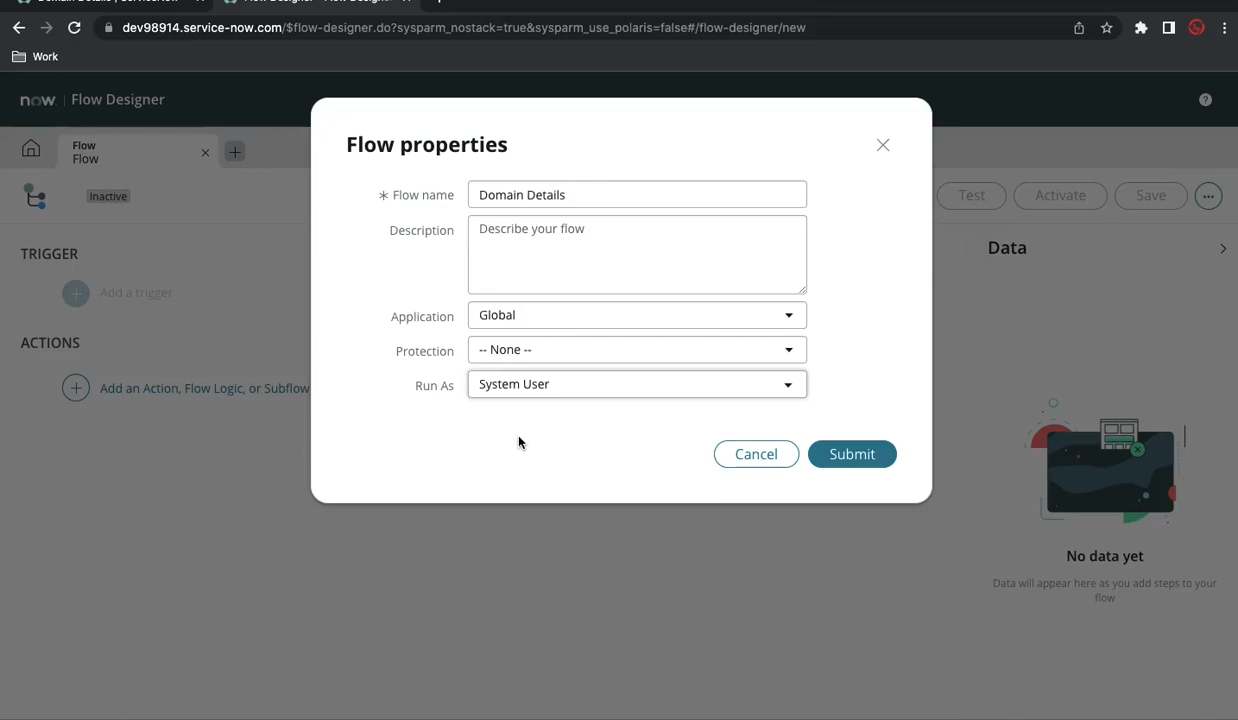 Domain Details | ServiceNow
dev98914.service-now.com/$flow-designer.do?sysparm_nostack=true&sysparm_use_polaris=false#/flow-designer/new
Work
now | Flow Designer
Flow
Flow
Inactive
Test
Activate
Save
TRIGGER
Add a trigger
ACTIONS
Add an Action, Flow Logic, or Subflow
Flow properties
* Flow name
Domain Details
Description
Describe your flow
Application
Global
Protection
-- None --
Run As
System User
Cancel
Submit
Data
No data yet
Data will appear here as you add steps to your
flow